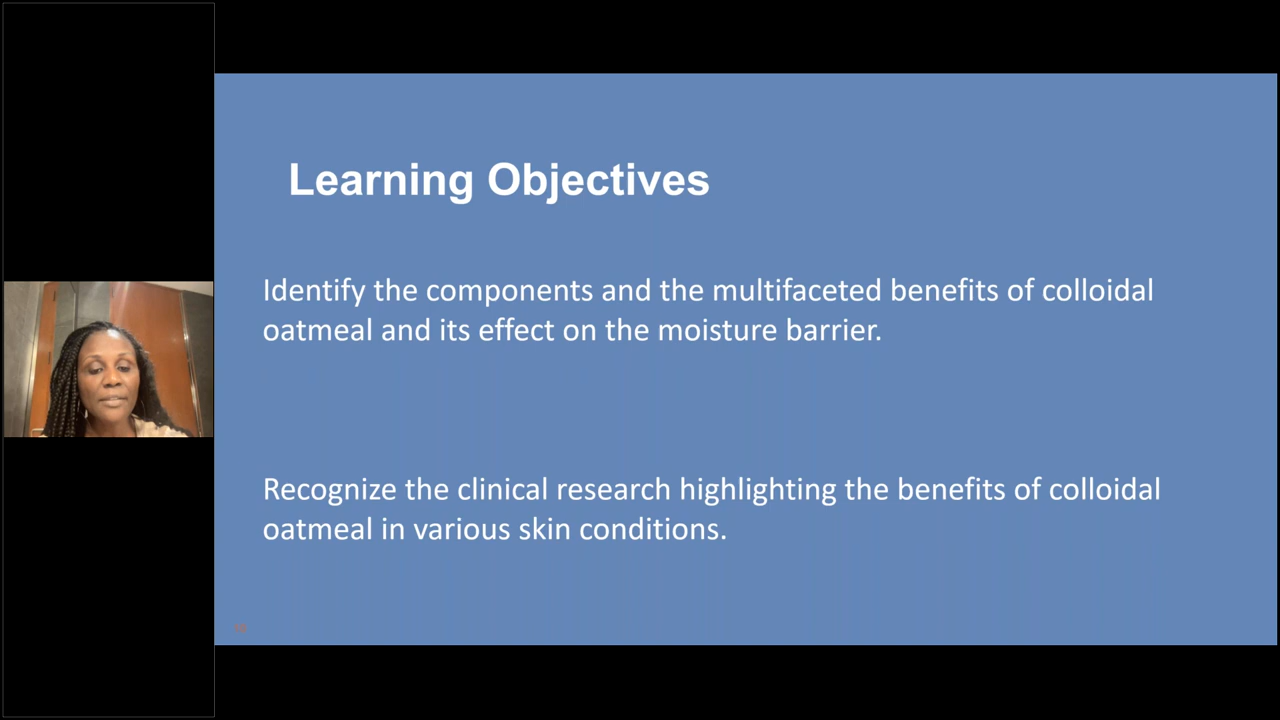 Learning Objectives
Identify the components and the multifaceted benefits of colloidal
oatmeal and its effect on the moisture barrier.
Recognize the clinical research highlighting the benefits of colloidal
oatmeal in various skin conditions.